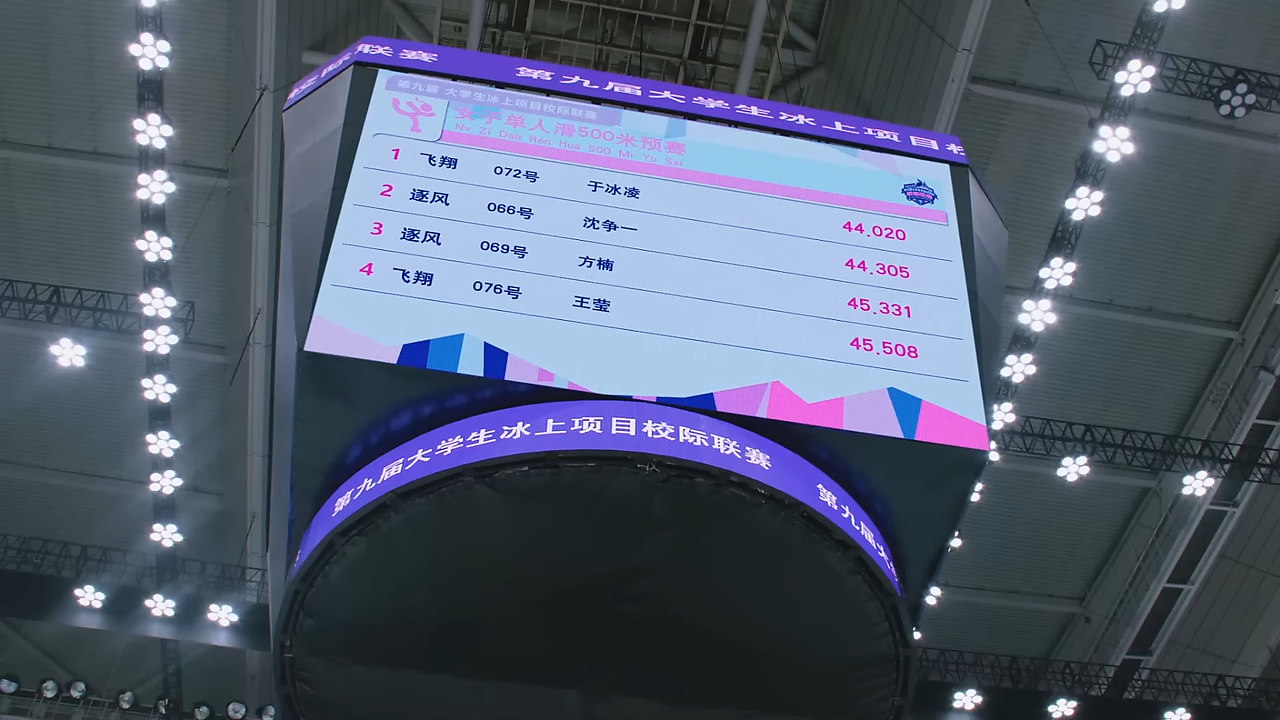 校际联赛 第九届大学生冰上项目校
第九届 大学生冰上项目校际联赛
女子单人滑500米预赛
Nv Zi Dan Ren Hua 500 Mi Yu Sai
1 飞翔 072号 于冰凌 44.020
2 逐风 066号 沈争一 44.305
3 逐风 069号 方楠 45.331
4 飞翔 076号 王莹 45.508
第九届大学生冰上项目校际联赛 第九届大